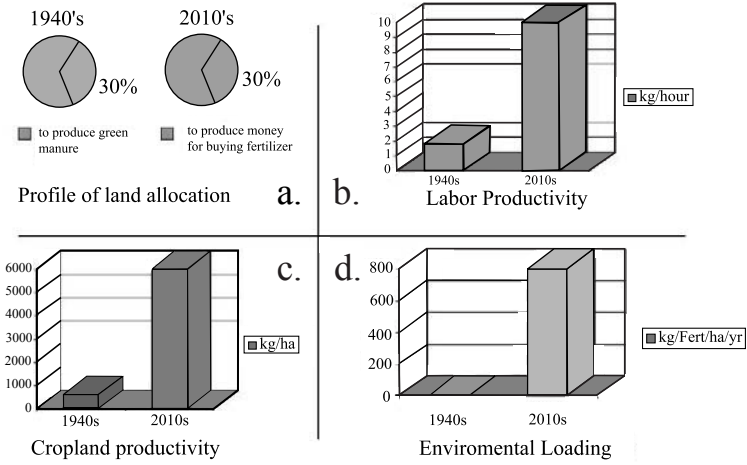 1940's
2010's
30%
30%
to produce green
manure
to produce money
for buying fertilizer
Profile of land allocation
a.
b.
10
9
8
7
6
5
4
3
2
1
0
1940s
2010s
kg/hour
Labor Productivity
c.
6000
5000
4000
3000
2000
1000
0
1940s
2010s
kg/ha
Cropland productivity
d.
800
600
400
200
0
1940s
2010s
kg/Fert/ha/yr
Enviromental Loading